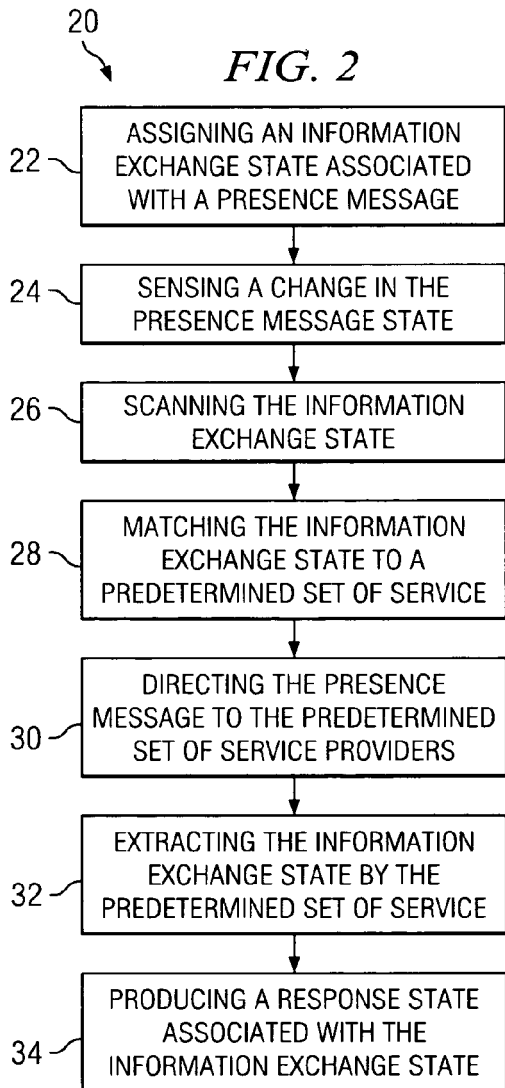 20
FIG. 2
22
ASSIGNING AN INFORMATION
EXCHANGE STATE ASSOCIATED
WITH A PRESENCE MESSAGE
24
SENSING A CHANGE IN THE
PRESENCE MESSAGE STATE
26
SCANNING THE INFORMATION
EXCHANGE STATE
28
MATCHING THE INFORMATION
EXCHANGE STATE TO A
PREDETERMINED SET OF SERVICE
30
DIRECTING THE PRESENCE
MESSAGE TO THE PREDETERMINED
SET OF SERVICE PROVIDERS
32
EXTRACTING THE INFORMATION
EXCHANGE STATE BY THE
PREDETERMINED SET OF SERVICE
34
PRODUCING A RESPONSE STATE
ASSOCIATED WITH THE
INFORMATION EXCHANGE STATE